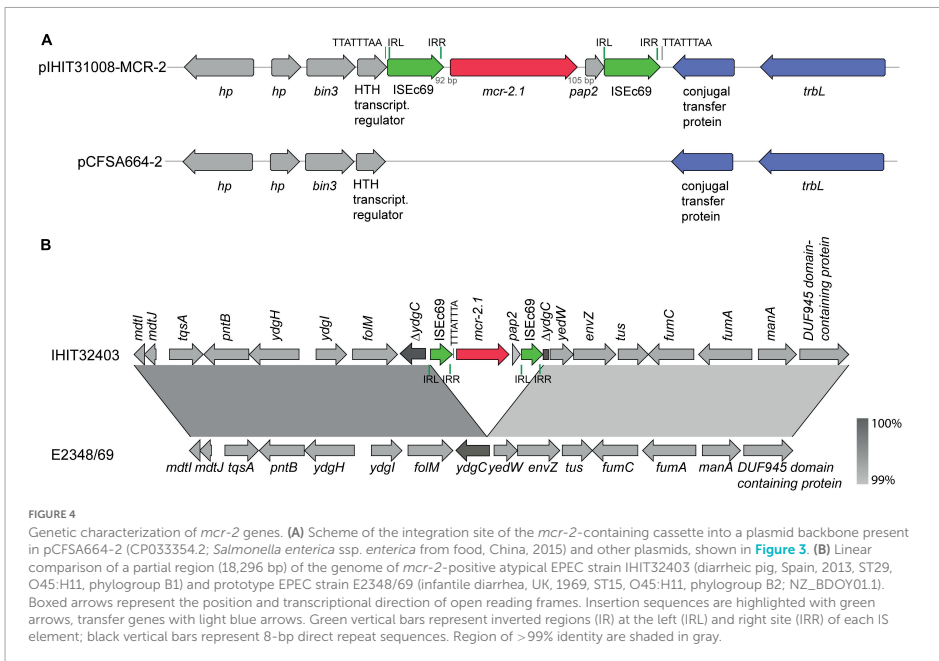 A
TTATTTAA IRL IRR IRL IRR TTATTTAA
pIHIT31008-MCR-2
92 bp 105 bp
hp hp bin3 HTH transcript. regulator ISEc69 mcr-2.1 pap2 ISEc69 conjugal transfer protein trbL
pCFSA664-2
hp hp bin3 HTH transcript. regulator conjugal transfer protein trbL
B
mdtI mdtJ tqsA pntB ydgH ydgI folM ΔydgC ISEc69 TTATTTA mcr-2.1 pap2 ISEc69 ΔydgC yedW envZ tus fumC fumA manA DUF945 domain-containing protein
IHIT32403
IRL IRR IRL IRR
E2348/69
mdtI mdtJ tqsA pntB ydgH ydgI folM ydgC yedW envZ tus fumC fumA manA DUF945 domain containing protein
100%
99%
FIGURE 4
Genetic characterization of mcr-2 genes. (A) Scheme of the integration site of the mcr-2-containing cassette into a plasmid backbone present
in pCFSA664-2 (CP033354.2; Salmonella enterica ssp. enterica from food, China, 2015) and other plasmids, shown in Figure 3. (B) Linear
comparison of a partial region (18,296 bp) of the genome of mcr-2-positive atypical EPEC strain IHIT32403 (diarrheic pig, Spain, 2013, ST29,
O45:H11, phylogroup B1) and prototype EPEC strain E2348/69 (infantile diarrhea, UK, 1969, ST15, O45:H11, phylogroup B2; NZ_BDOY01.1).
Boxed arrows represent the position and transcriptional direction of open reading frames. Insertion sequences are highlighted with green
arrows, transfer genes with light blue arrows. Green vertical bars represent inverted regions (IR) at the left (IRL) and right site (IRR) of each IS
element; black vertical bars represent 8-bp direct repeat sequences. Region of >99% identity are shaded in gray.